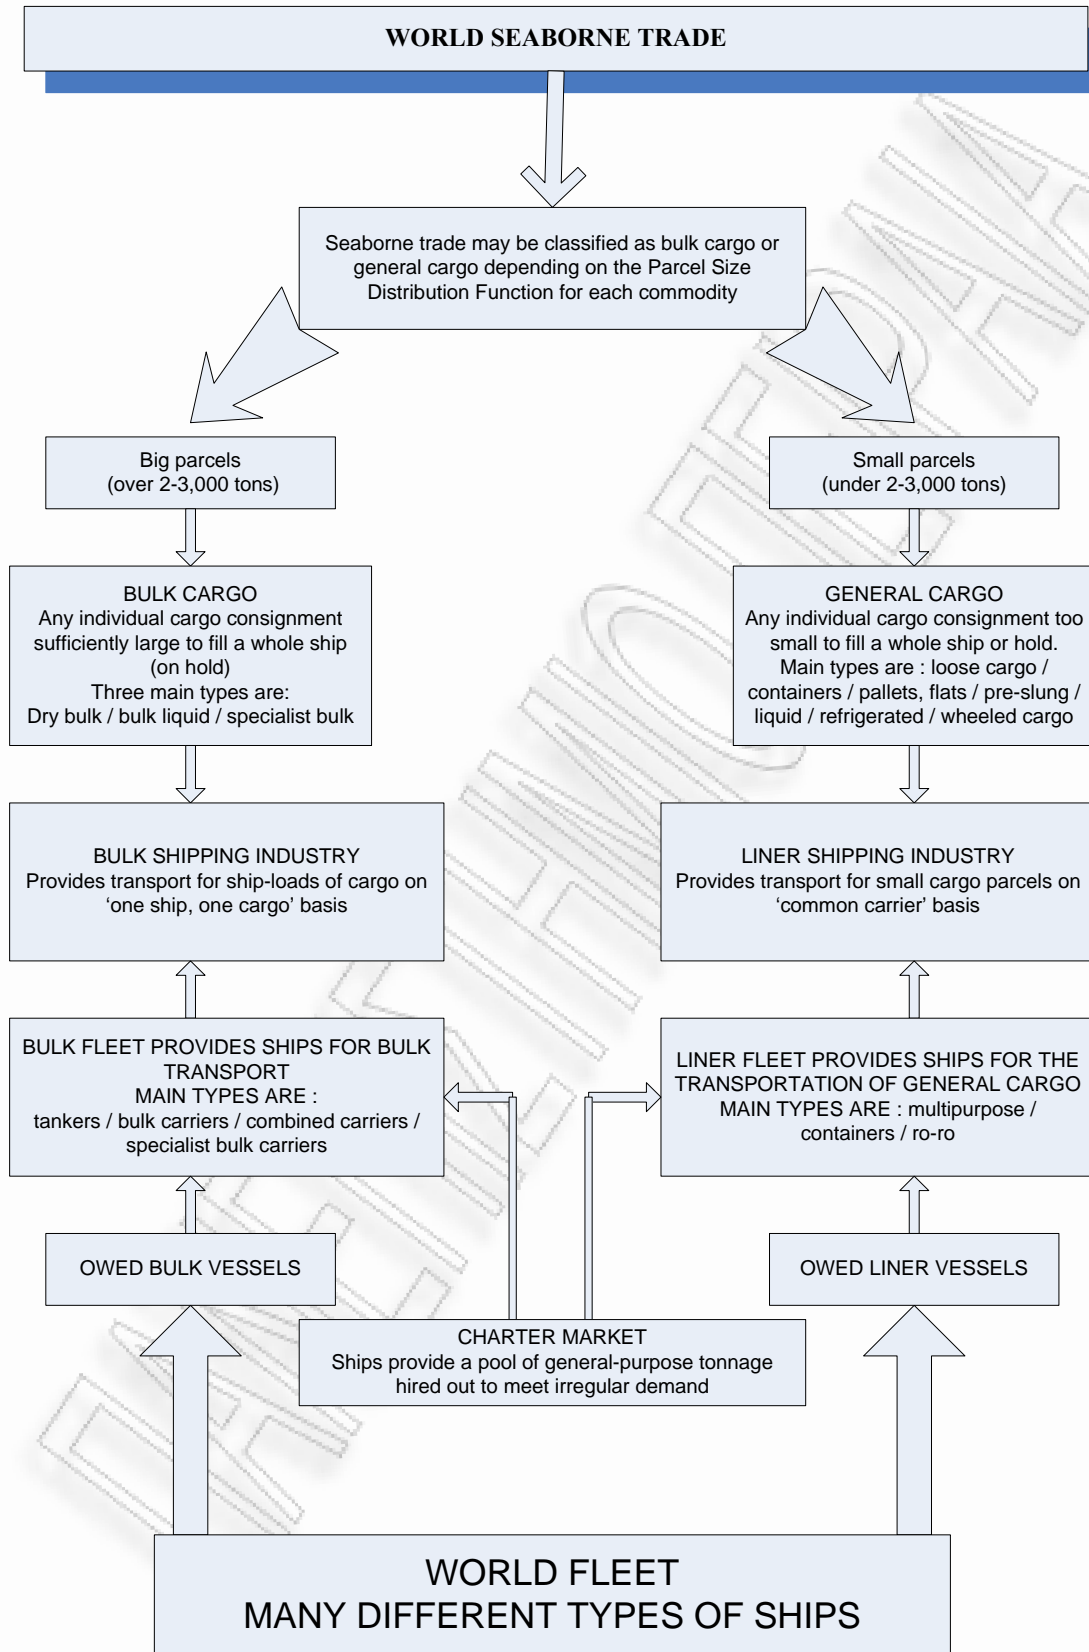 WORLD SEABORNE TRADE
Seaborne trade may be classified as bulk cargo or
general cargo depending on the Parcel Size
Distribution Function for each commodity
Big parcels
(over 2-3,000 tons)
Small parcels
(under 2-3,000 tons)
BULK CARGO
Any individual cargo consignment
sufficiently large to fill a whole ship
(on hold)
Three main types are:
Dry bulk / bulk liquid / specialist bulk
GENERAL CARGO
Any individual cargo consignment too
small to fill a whole ship or hold.
Main types are : loose cargo /
containers / pallets, flats / pre-slung /
liquid / refrigerated / wheeled cargo
BULK SHIPPING INDUSTRY
Provides transport for ship-loads of cargo on
‘one ship, one cargo’ basis
LINER SHIPPING INDUSTRY
Provides transport for small cargo parcels on
‘common carrier’ basis
BULK FLEET PROVIDES SHIPS FOR BULK
TRANSPORT
MAIN TYPES ARE :
tankers / bulk carriers / combined carriers /
specialist bulk carriers
LINER FLEET PROVIDES SHIPS FOR THE
TRANSPORTATION OF GENERAL CARGO
MAIN TYPES ARE : multipurpose /
containers / ro-ro
OWED BULK VESSELS
OWED LINER VESSELS
CHARTER MARKET
Ships provide a pool of general-purpose tonnage
hired out to meet irregular demand
WORLD FLEET
MANY DIFFERENT TYPES OF SHIPS